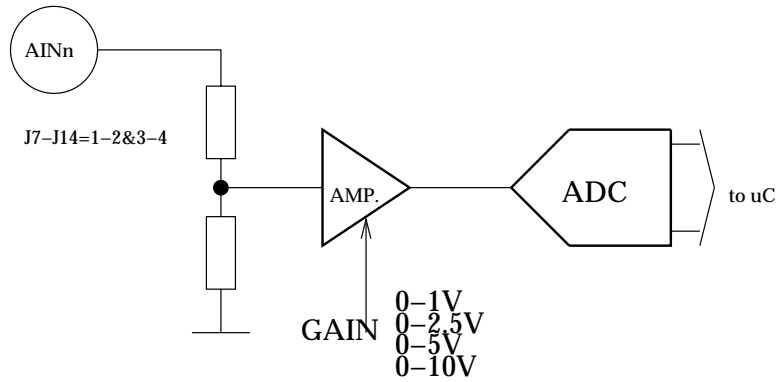 AINn
J7–J14=1–2&3–4
AMP.
ADC
to uC
GAIN
0–1V
0–2.5V
0–5V
0–10V